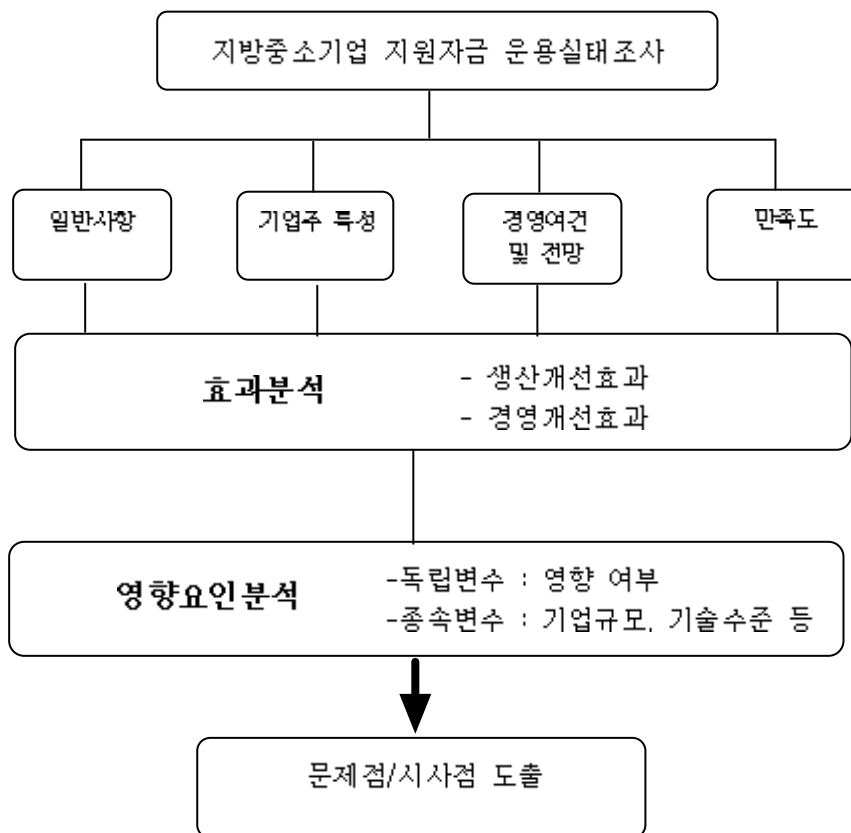 지방중소기업 지원자금 운용실태조사
일반사항
기업주 특성
경영여건
및 전망
만족도
효과분석
- 생산개선효과
- 경영개선효과
영향요인분석
-독립변수 : 영향 여부
-종속변수 : 기업규모, 기술수준 등
문제점/시사점 도출